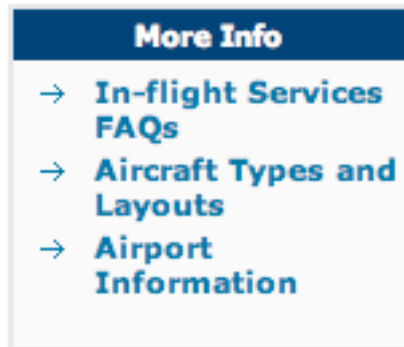 More Info
→ In-flight Services
FAQs
→ Aircraft Types and
Layouts
→ Airport
Information